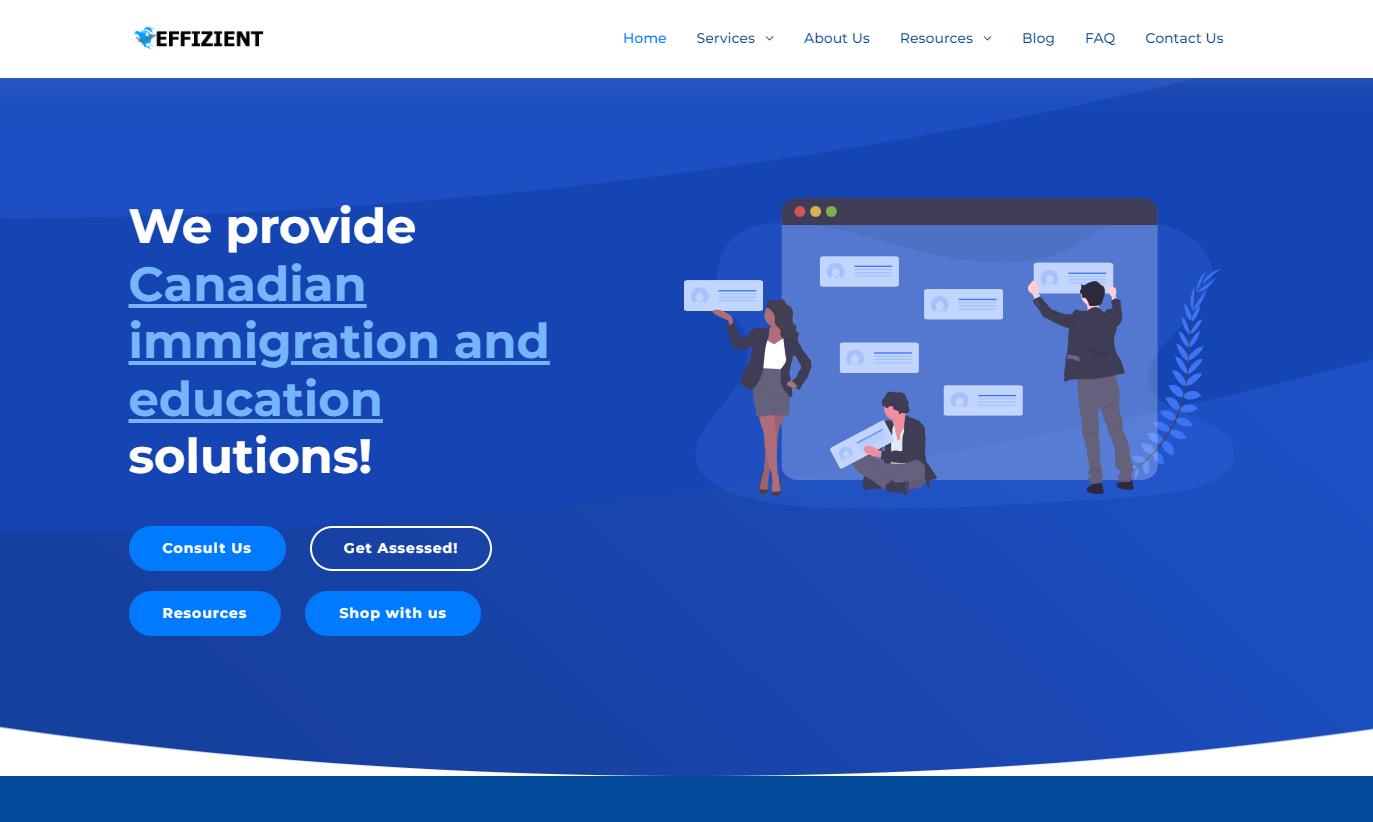 EFFIZIENT
Home
Services
About Us
Resources
Blog
FAQ
Contact Us
We provide
Canadian
immigration and
education
solutions!
Consult Us
Get Assessed!
Resources
Shop with us